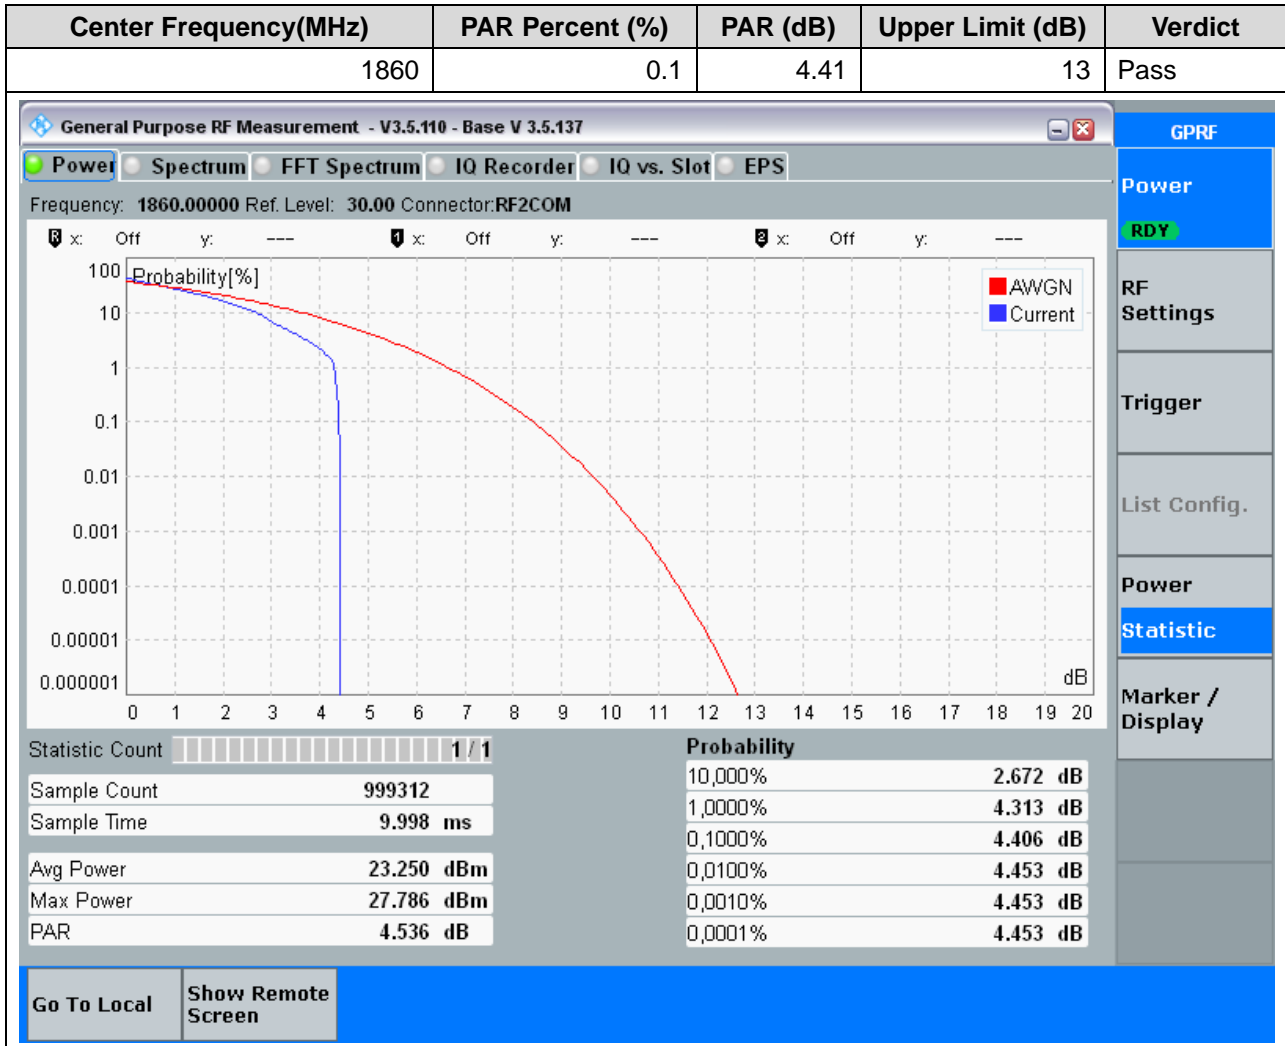 Center Frequency(MHz) PAR Percent (%) PAR (dB) Upper Limit (dB) Verdict
1860 0.1 4.41 13 Pass
General Purpose RF Measurement - V3.5.110 - Base V 3.5.137
GPRF
Power Spectrum FFT Spectrum IQ Recorder IQ vs. Slot EPS
Frequency: 1860.00000 Ref. Level: 30.00 Connector:RF2COM
R x: Off y: --- 1 x: Off y: --- 2 x: Off y: ---
Probability[%]
AWGN
Current
100
10
1
0.1
0.01
0.001
0.0001
0.00001
0.000001
dB
0 1 2 3 4 5 6 7 8 9 10 11 12 13 14 15 16 17 18 19 20
Statistic Count 1 / 1
Sample Count 999312
Sample Time 9.998 ms
Avg Power 23.250 dBm
Max Power 27.786 dBm
PAR 4.536 dB
Probability
10,000% 2.672 dB
1,0000% 4.313 dB
0,1000% 4.406 dB
0,0100% 4.453 dB
0,0010% 4.453 dB
0,0001% 4.453 dB
Power
RDY
RF
Settings
Trigger
List Config.
Power
Statistic
Marker /
Display
Go To Local
Show Remote
Screen